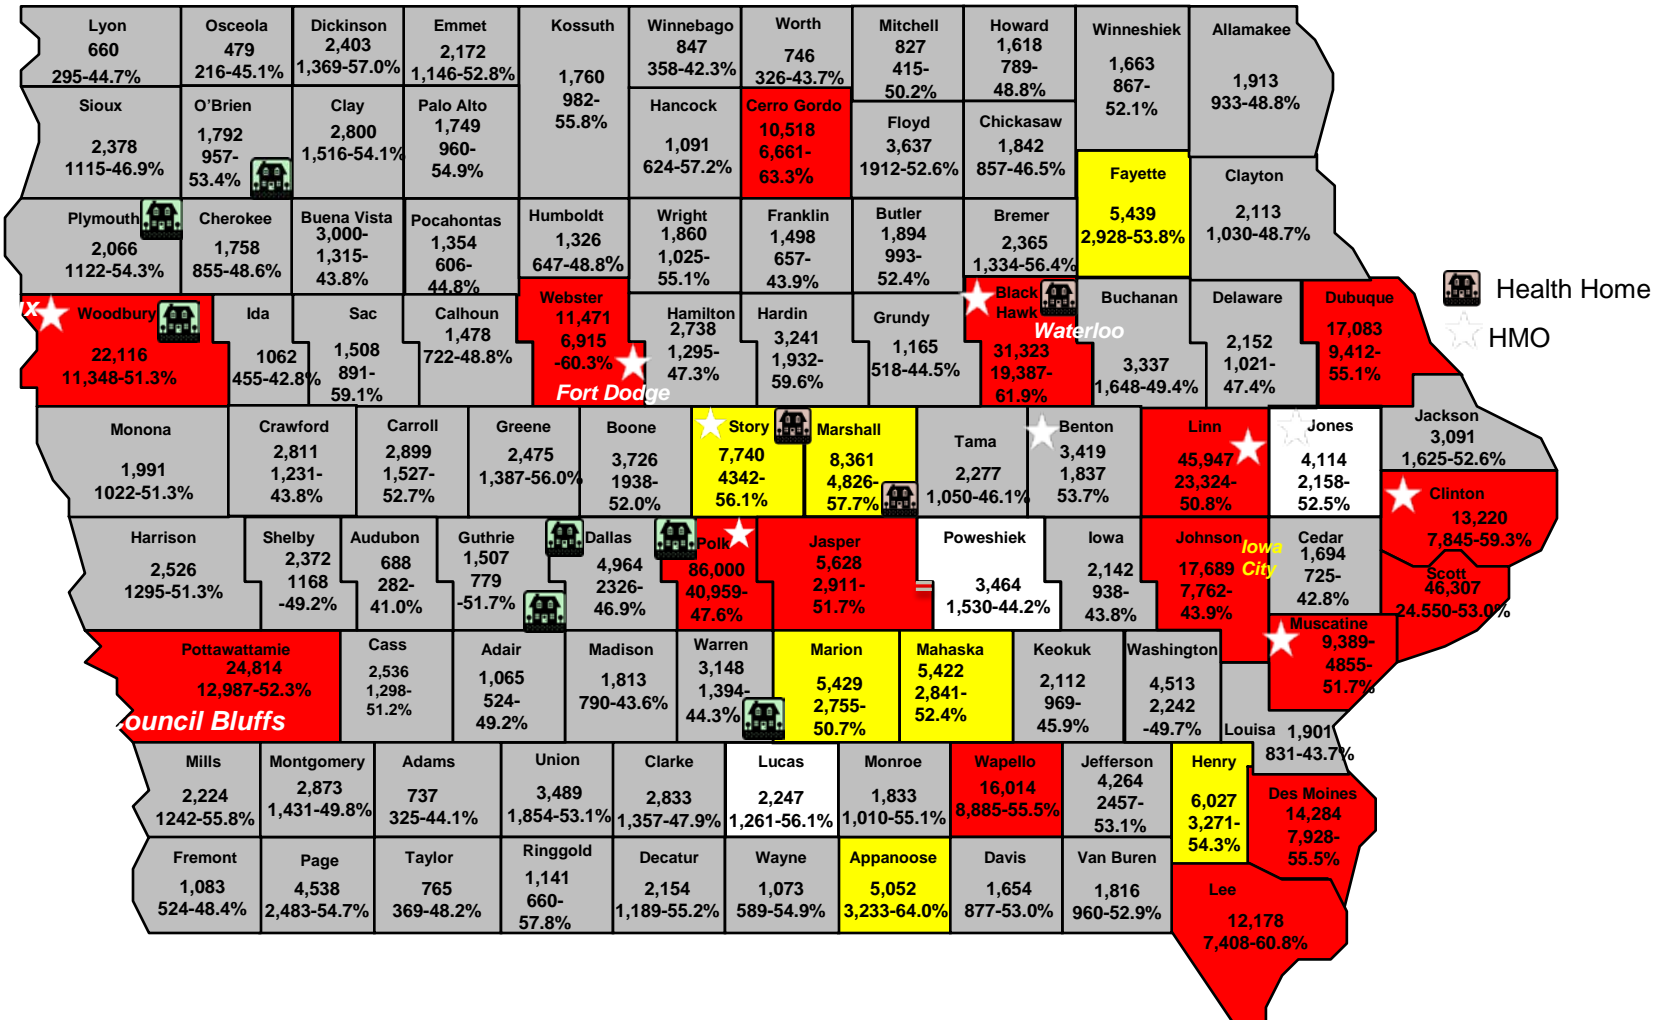 Lyon
660
295-44.7%
Osceola
479
216-45.1%
Dickinson
2,403
1,369-57.0%
Emmet
2,172
1,146-52.8%
Kossuth
1,760
982-
55.8%
Winnebago
847
358-42.3%
Worth
746
326-43.7%
Mitchell
827
415-
50.2%
Howard
1,618
789-
48.8%
Winneshiek
1,663
867-
52.1%
Allamakee
1,913
933-48.8%
Sioux
2,378
1115-46.9%
O'Brien
1,792
957-
53.4%
Clay
2,800
1,516-54.1%
Palo Alto
1,749
960-
54.9%
Hancock
1,091
624-57.2%
Cerro Gordo
10,518
6,661-
63.3%
Floyd
3,637
1912-52.6%
Chickasaw
1,842
857-46.5%
Fayette
5,439
2,928-53.8%
Clayton
2,113
1,030-48.7%
Plymouth
2,066
1122-54.3%
Cherokee
1,758
855-48.6%
Buena Vista
3,000-
1,315-
43.8%
Pocahontas
1,354
606-
44.8%
Humboldt
1,326
647-48.8%
Wright
1,860
1,025-
55.1%
Franklin
1,498
657-
43.9%
Butler
1,894
993-
52.4%
Bremer
2,365
1,334-56.4%
Health Home
HMO
ux
Woodbury
22,116
11,348-51.3%
Ida
1062
455-42.8%
Sac
1,508
891-
59.1%
Calhoun
1,478
722-48.8%
Webster
11,471
6,915
-60.3%
Fort Dodge
Hamilton
2,738
1,295-
47.3%
Hardin
3,241
1,932-
59.6%
Grundy
1,165
518-44.5%
Black
Hawk
Waterloo
31,323
19,387-
61.9%
Buchanan
3,337
1,648-49.4%
Delaware
2,152
1,021-
47.4%
Dubuque
17,083
9,412-
55.1%
Monona
1,991
1022-51.3%
Crawford
2,811
1,231-
43.8%
Carroll
2,899
1,527-
52.7%
Greene
2,475
1,387-56.0%
Boone
3,726
1938-
52.0%
Story
7,740
4342-
56.1%
Marshall
8,361
4,826-
57.7%
Tama
2,277
1,050-46.1%
Benton
3,419
1,837
53.7%
Linn
45,947
23,324-
50.8%
Jones
4,114
2,158-
52.5%
Jackson
3,091
1,625-52.6%
Clinton
13,220
7,845-59.3%
Harrison
2,526
1295-51.3%
Shelby
2,372
1168
-49.2%
Audubon
688
282-
41.0%
Guthrie
1,507
779
-51.7%
Dallas
4,964
2326-
46.9%
Polk
86,000
40,959-
47.6%
Jasper
5,628
2,911-
51.7%
Poweshiek
3,464
1,530-44.2%
Iowa
2,142
938-
43.8%
Johnson
17,689
7,762-
43.9%
Iowa
City
Cedar
1,694
725-
42.8%
Scott
46,307
24.550-53.0%
Muscatine
9,389-
4855-
51.7%
Pottawattamie
24,814
12,987-52.3%
ouncil Bluffs
Cass
2,536
1,298-
51.2%
Adair
1,065
524-
49.2%
Madison
1,813
790-43.6%
Warren
3,148
1,394-
44.3%
Marion
5,429
2,755-
50.7%
Mahaska
5,422
2,841-
52.4%
Keokuk
2,112
969-
45.9%
Washington
4,513
2,242
-49.7%
Louisa 1,901
831-43.7%
Mills
2,224
1242-55.8%
Montgomery
2,873
1,431-49.8%
Adams
737
325-44.1%
Union
3,489
1,854-53.1%
Clarke
2,833
1,357-47.9%
Lucas
2,247
1,261-56.1%
Monroe
1,833
1,010-55.1%
Wapello
16,014
8,885-55.5%
Jefferson
4,264
2457-
53.1%
Henry
6,027
3,271-
54.3%
Des Moines
14,284
7,928-
55.5%
Fremont
1,083
524-48.4%
Page
4,538
2,483-54.7%
Taylor
765
369-48.2%
Ringgold
1,141
660-
57.8%
Decatur
2,154
1,189-55.2%
Wayne
1,073
589-54.9%
Appanoose
5,052
3,233-64.0%
Davis
1,654
877-53.0%
Van Buren
1,816
960-52.9%
Lee
12,178
7,408-60.8%